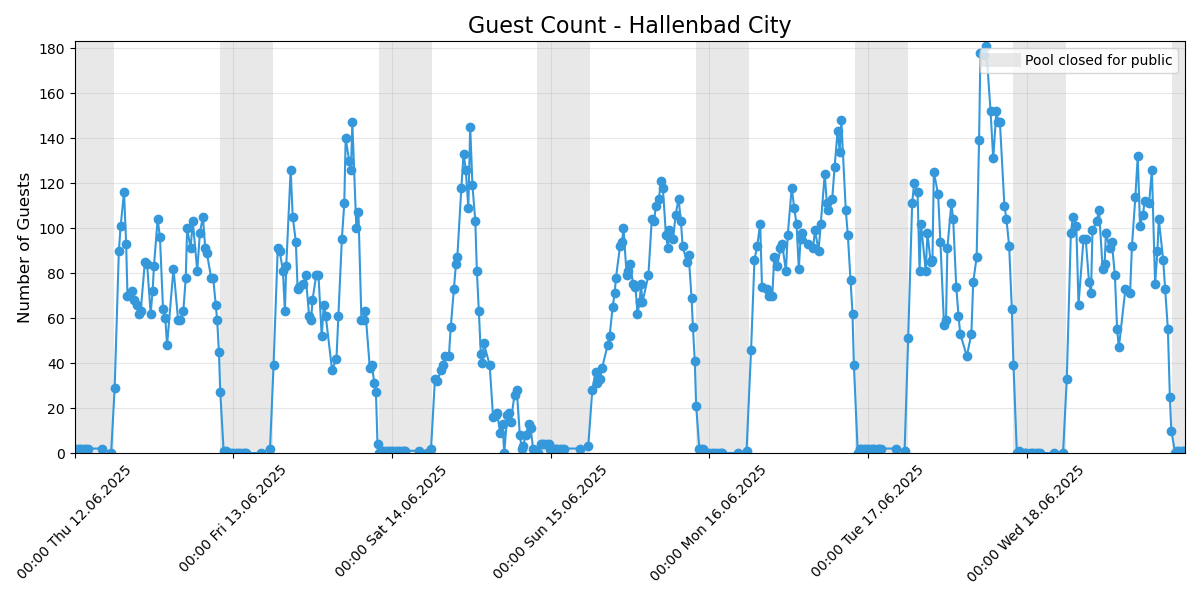 Guest Count - Hallenbad City
Number of Guests
180
160
140
120
100
80
60
40
20
0
Pool closed for public
00:00 Thu 12.06.2025
00:00 Fri 13.06.2025
00:00 Sat 14.06.2025
00:00 Sun 15.06.2025
00:00 Mon 16.06.2025
00:00 Tue 17.06.2025
00:00 Wed 18.06.2025